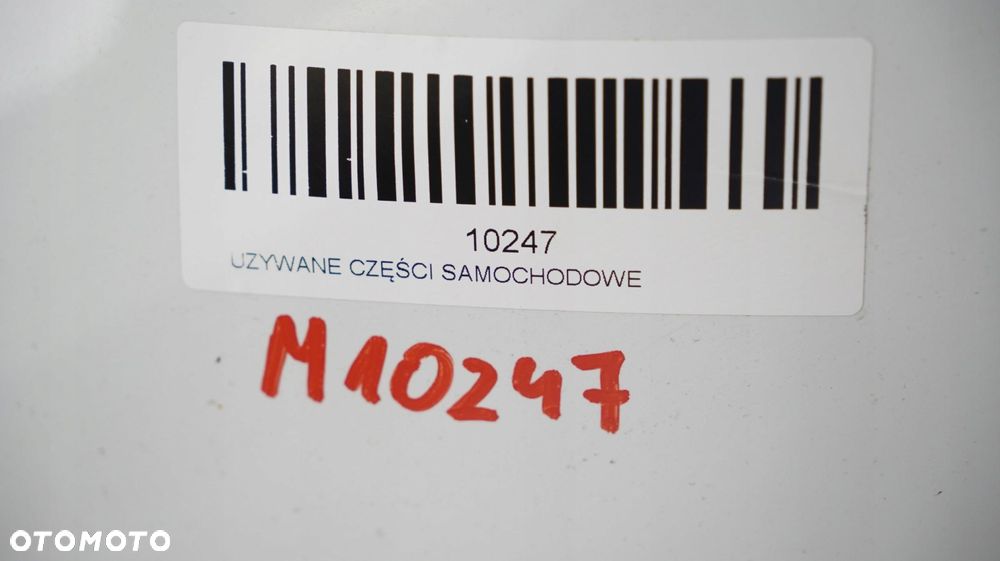 10247
UZYWANE CZĘŚCI SAMOCHODOWE
M10247
OTOMOTO